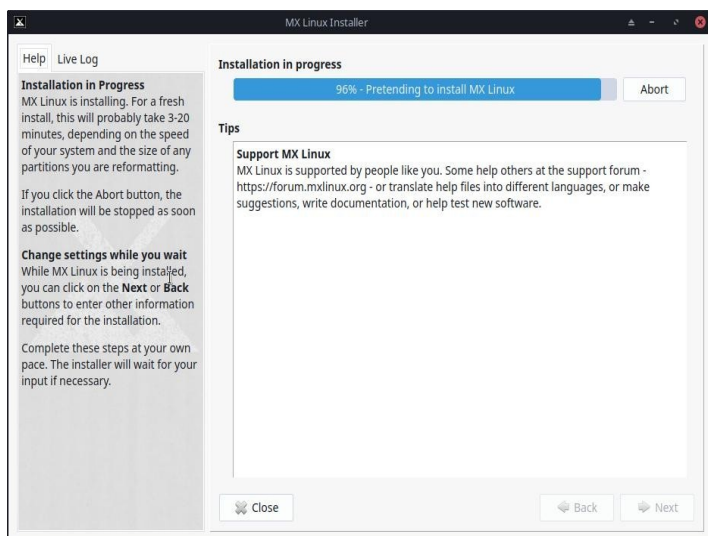 MX Linux Installer
Help Live Log
Installation in Progress
MX Linux is installing. For a fresh
install, this will probably take 3-20
minutes, depending on the speed
of your system and the size of any
partitions you are reformatting.
If you click the Abort button, the
installation will be stopped as soon
as possible.
Change settings while you wait
While MX Linux is being installed,
you can click on the Next or Back
buttons to enter other information
required for the installation.
Complete these steps at your own
pace. The installer will wait for your
input if necessary.
Installation in progress
96% - Pretending to install MX Linux
Abort
Tips
Support MX Linux
MX Linux is supported by people like you. Some help others at the support forum -
https://forum.mxlinux.org - or translate help files into different languages, or make
suggestions, write documentation, or help test new software.
Close
Back
Next